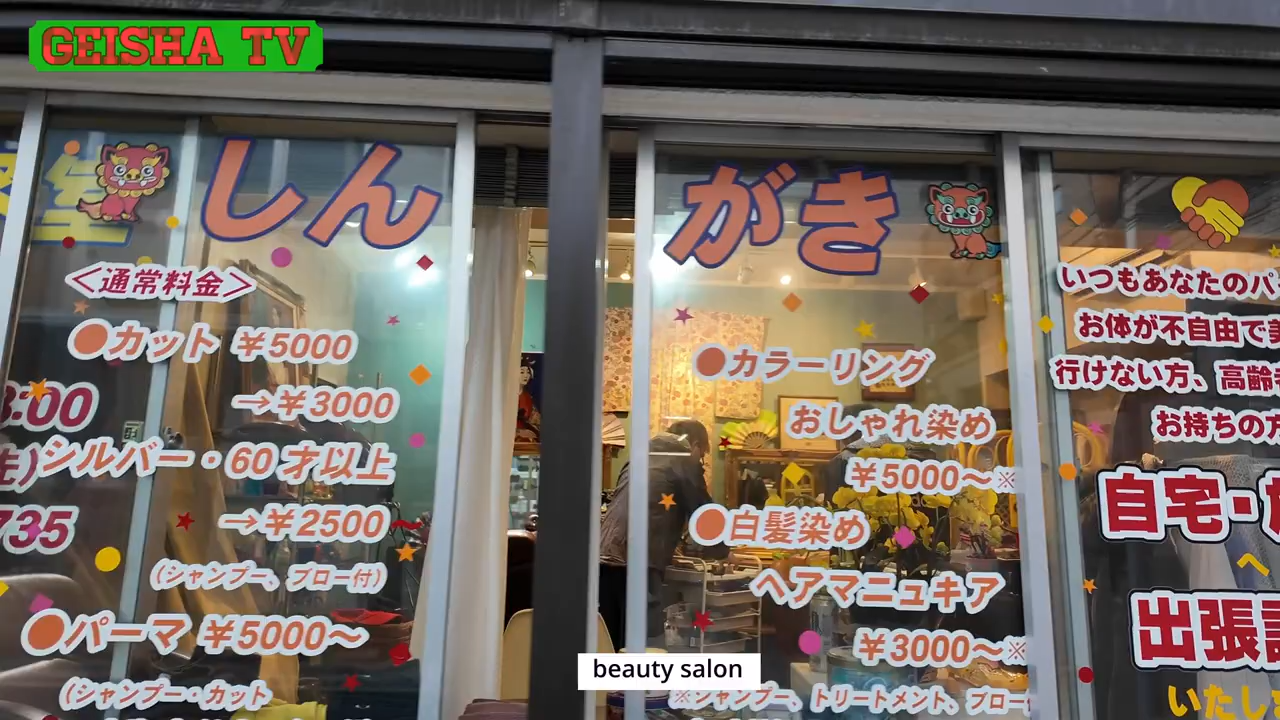 GEISHA TV
室 しんがき
<通常料金>
●カット ¥5000
→¥3000
シルバー・60才以上
→¥2500
(シャンプー、ブロー付)
●パーマ ¥5000~
(シャンプー・カット
:00
735
●カラーリング
おしゃれ染め
¥5000~※
●白髪染め
ヘアマニュキア
¥3000~※
※シャンプー、トリートメント、ブロー
いつもあなたのパ
お体が不自由で美
行けない方、高齢者
お持ちの方
自宅・施
へ
出張
いたし
beauty salon